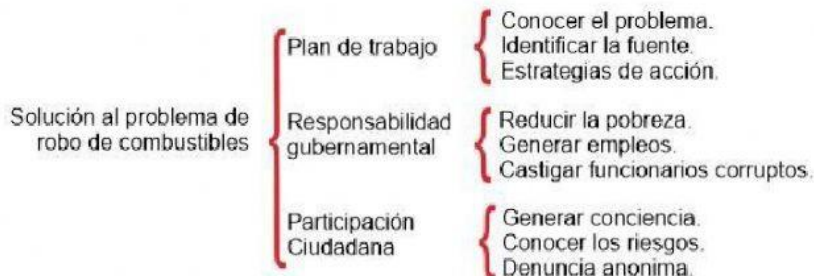 Solución al problema de
robo de combustibles
Plan de trabajo
Conocer el problema.
Identificar la fuente.
Estrategias de acción.
Responsabilidad
gubernamental
Reducir la pobreza.
Generar empleos.
Castigar funcionarios corruptos.
Participación
Ciudadana
Generar conciencia.
Conocer los riesgos.
Denuncia anonima.